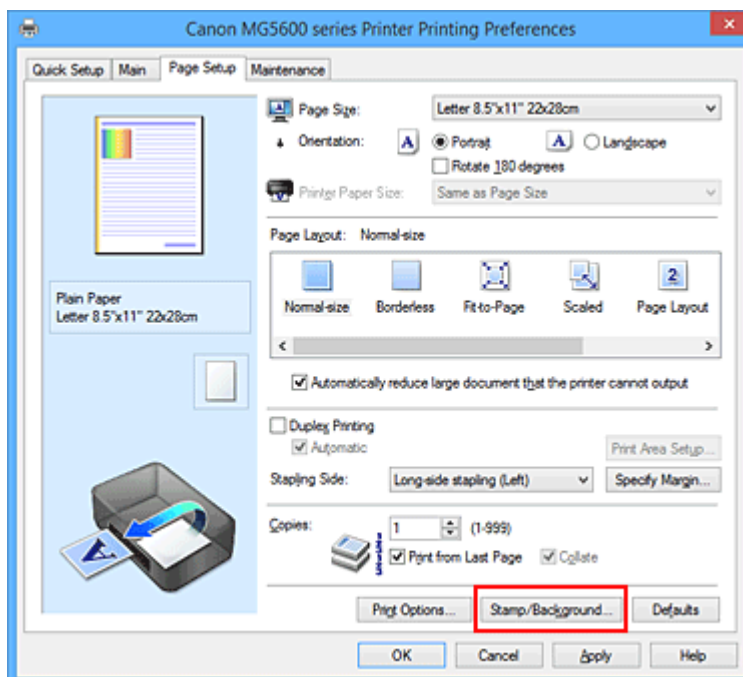 Canon MG5600 series Printer Printing Preferences
Quick Setup Main Page Setup Maintenance
Page Size: Letter 8.5"x11" 22x28cm
Orientation: A Portrait A Landscape
Rotate 180 degrees
Printer Paper Size: Same as Page Size
Page Layout: Normal-size
2
Normal-size Borderless Fit-to-Page Scaled Page Layout
Plain Paper
Letter 8.5"x11" 22x28cm
Automatically reduce large document that the printer cannot output
Duplex Printing
Automatic Print Area Setup...
Stapling Side: Long-side stapling (Left) Specify Margin...
A
Copies: 1 (1-999)
Print from Last Page Collate
Print Options... Stamp/Background... Defaults
OK Cancel Apply Help